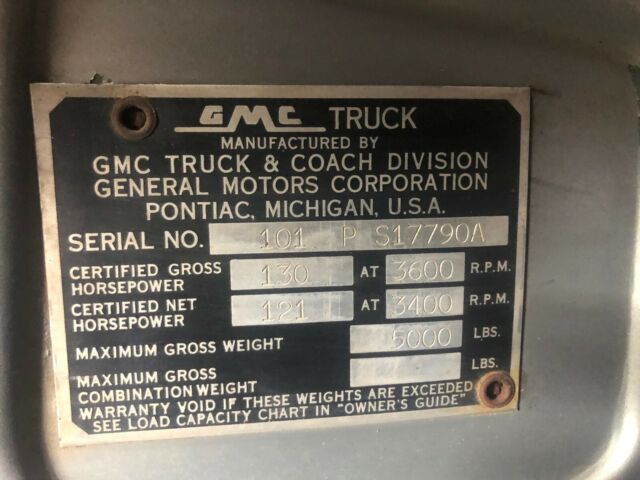 GMC TRUCK
MANUFACTURED BY
GMC TRUCK & COACH DIVISION
GENERAL MOTORS CORPORATION
PONTIAC, MICHIGAN, U.S.A.
SERIAL NO. 101 P S17790A
CERTIFIED GROSS HORSEPOWER 130 AT 3600 R.P.M.
CERTIFIED NET HORSEPOWER 121 AT 3400 R.P.M.
MAXIMUM GROSS WEIGHT 5000 LBS.
MAXIMUM GROSS COMBINATION WEIGHT LBS.
WARRANTY VOID IF THESE WEIGHTS ARE EXCEEDED
SEE LOAD CAPACITY CHART IN "OWNER'S GUIDE"